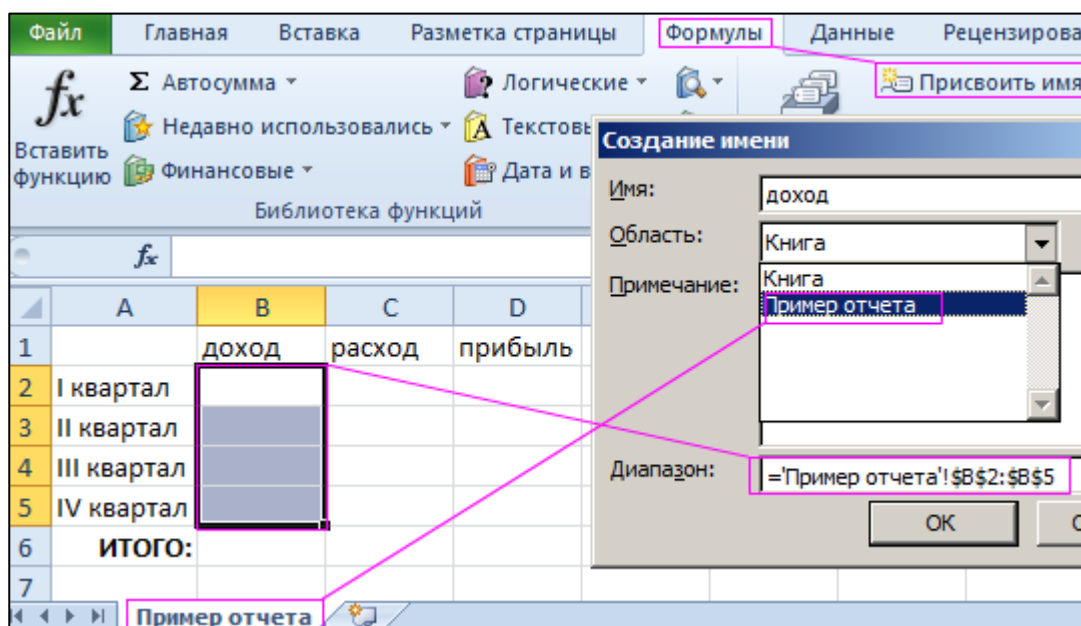 Файл Главная Вставка Разметка страницы Формулы Данные Рецензирова
fx Σ Автосумма Логические Присвоить имя
Недавно использовались Текстовы
Вставить функцию Финансовые Дата и в
Библиотека функций
Создание имени
Имя: доход
Область: Книга
Примечание: Книга
Пример отчета
Диапазон: ='Пример отчета'!$B$2:$B$5
ОК
fx
A B C D
1 доход расход прибыль
2 I квартал
3 II квартал
4 III квартал
5 IV квартал
6 ИТОГО:
7
Пример отчета